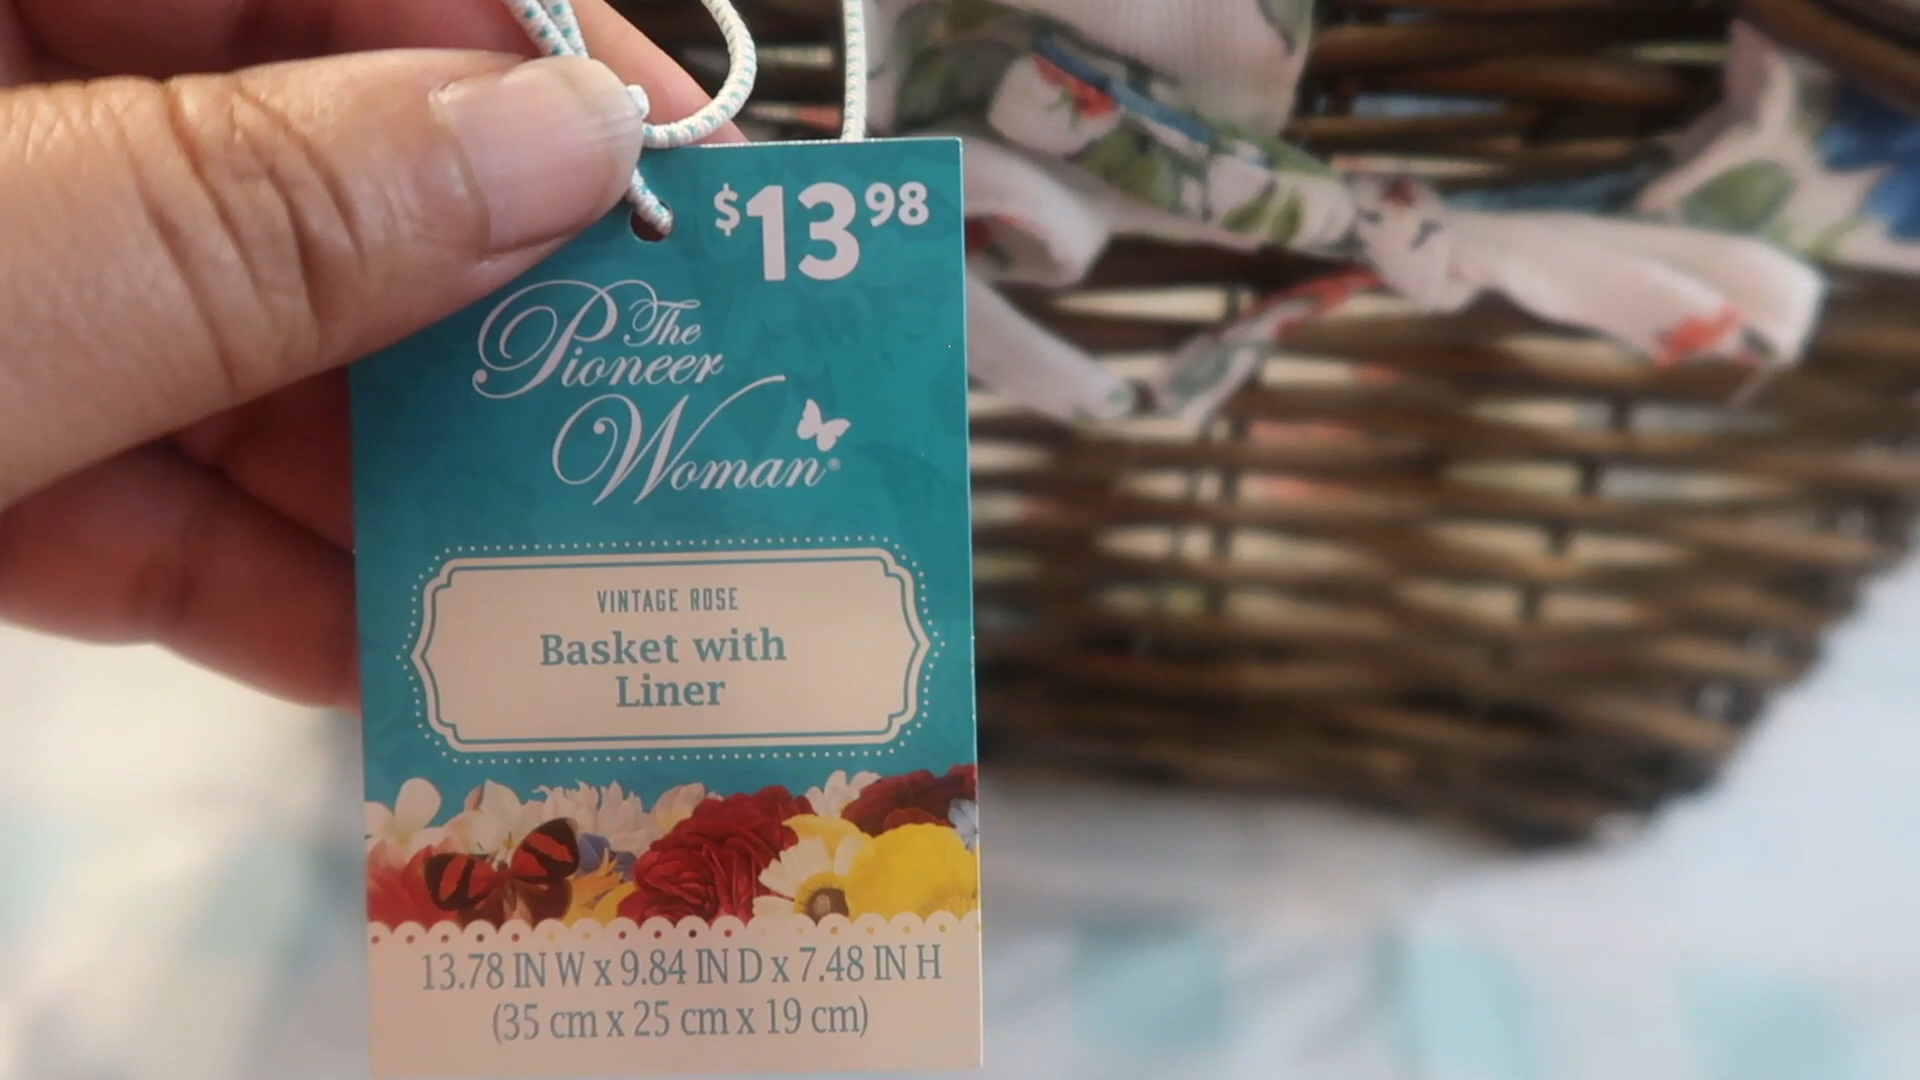 $13.98
The
Pioneer
Woman®
VINTAGE ROSE
Basket with
Liner
13.78 IN W x 9.84 IN D x 7.48 IN H
(35 cm x 25 cm x 19 cm)